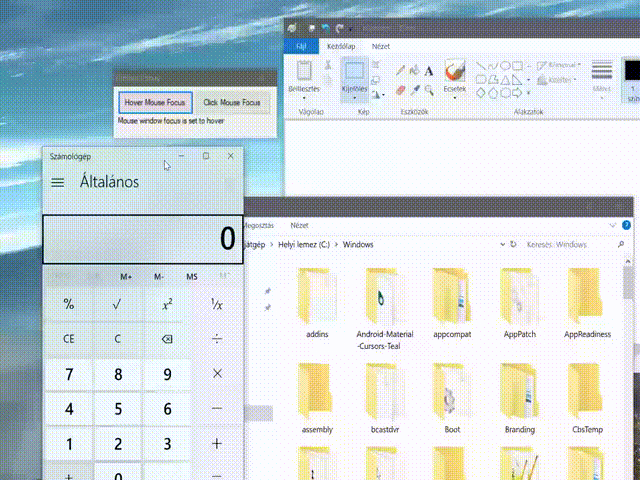 Fájl Kezdőlap Nézet
Beillesztés
Kijelölés
A
Ecsetek
Kitöltés
Méret
Vágólap Kép Eszközök Alakzatok
Hover Mouse Focus Click Mouse Focus
Mouse window focus is set to hover
Számológép
Általános
0
M+ M- MS
% √ x² ¹/x
CE C ÷
7 8 9 ×
4 5 6 −
1 2 3 +
± 0
Megosztás Nézet
Helyi lemez (C:) > Windows
Keresés: Windows
addins
Android-Material
-Cursors-Teal
appcompat
AppPatch
AppReadiness
assembly
bcastdvr
Boot
Branding
CbsTemp